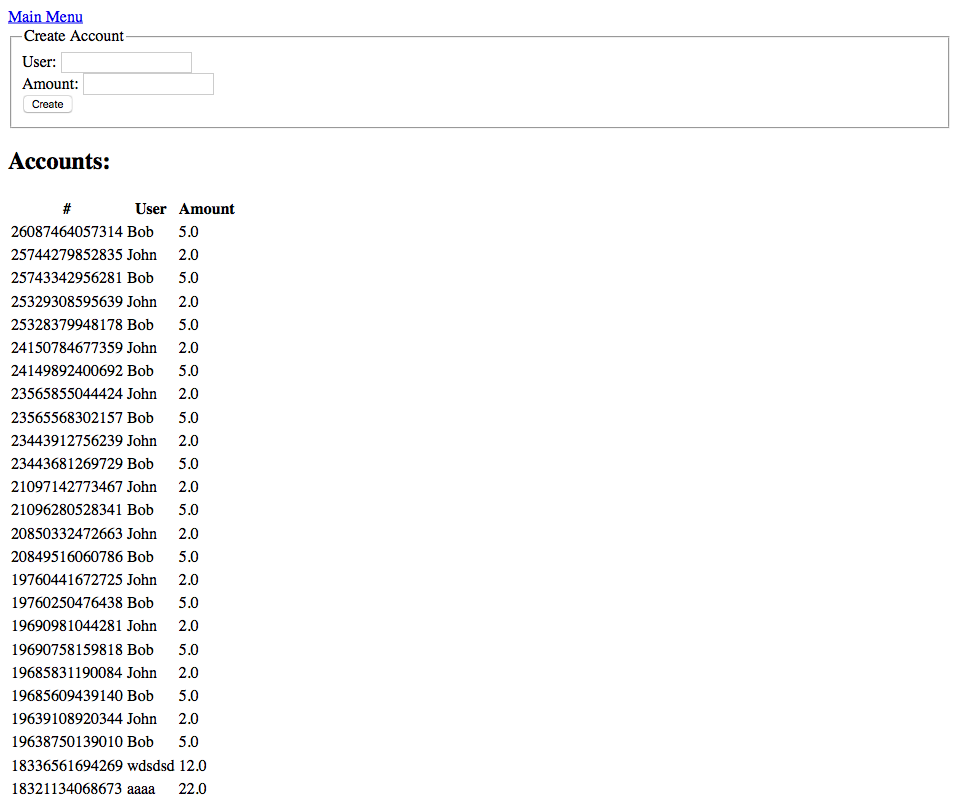 Main Menu
Create Account
User:
Amount:
Create
Accounts:
# User Amount
26087464057314 Bob 5.0
25744279852835 John 2.0
25743342956281 Bob 5.0
25329308595639 John 2.0
25328379948178 Bob 5.0
24150784677359 John 2.0
24149892400692 Bob 5.0
23565855044424 John 2.0
23565568302157 Bob 5.0
23443912756239 John 2.0
23443681269729 Bob 5.0
21097142773467 John 2.0
21096280528341 Bob 5.0
20850332472663 John 2.0
20849516060786 Bob 5.0
19760441672725 John 2.0
19760250476438 Bob 5.0
19690981044281 John 2.0
19690758159818 Bob 5.0
19685831190084 John 2.0
19685609439140 Bob 5.0
19639108920344 John 2.0
19638750139010 Bob 5.0
18336561694269 wdsdsd 12.0
18321134068673 aaaa 22.0